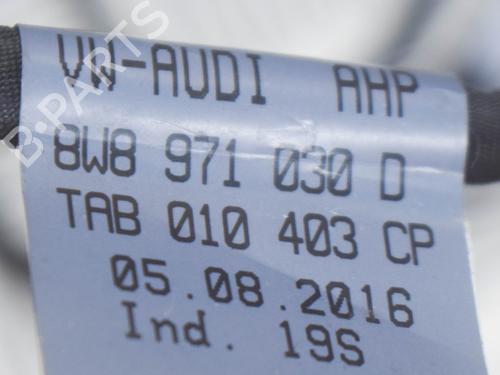 VW-AUDI AHP
8W8 971 030 D
TAB 010 403 CP
05.08.2016
Ind. 19S
B-PARTS